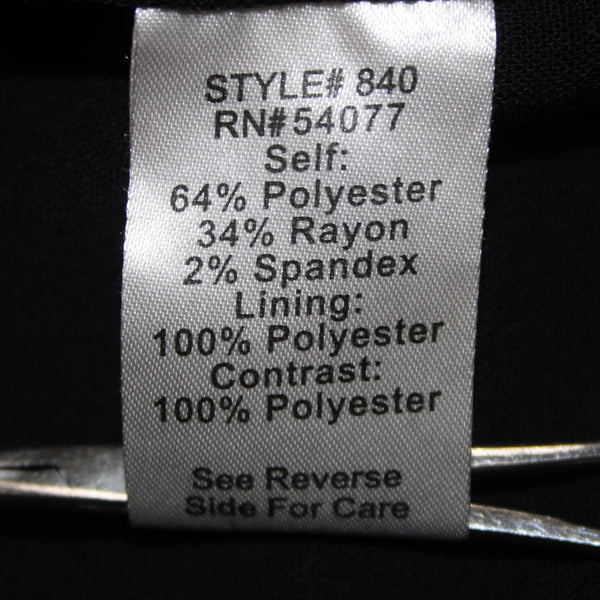 STYLE# 840
RN#54077
Self:
64% Polyester
34% Rayon
2% Spandex
Lining:
100% Polyester
Contrast:
100% Polyester
See Reverse
Side For Care